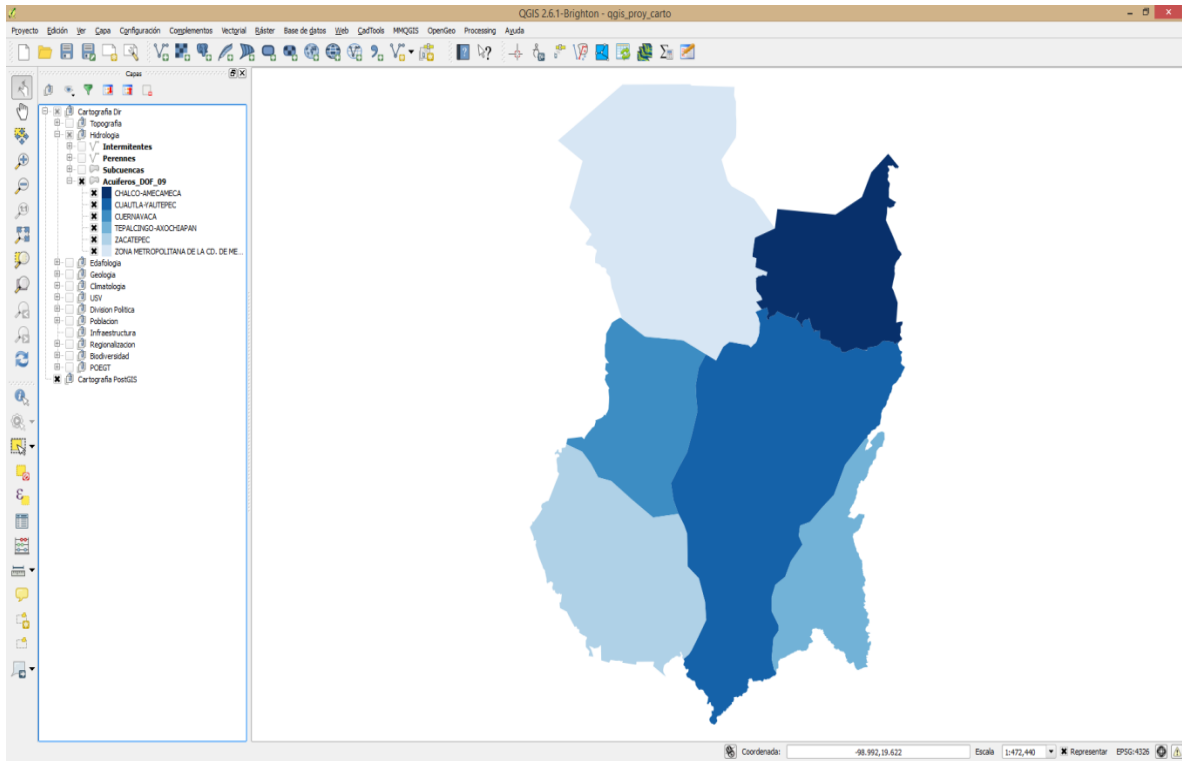 QGIS 2.6.1-Brighton - qgis_proy_carto
Proyecto Edición Ver Capa Configuración Complementos Vectorial Ráster Base de datos Web CadTools MMQGIS OpenGeo Processing Ayuda
Capas
Cartografia Dir
Topografia
Hidrologia
Intermitentes
Perennes
Subcuencas
Acuiferos_DOF_09
CHALCO-AMECAMECA
CUAUTLA-YAUTEPEC
CUERNAVACA
TEPALCINGO-AXOCHIAPAN
ZACATEPEC
ZONA METROPOLITANA DE LA CD. DE ME...
Edafologia
Geologia
Climatologia
USV
Division Politica
Poblacion
Infraestructura
Regionalizacion
Biodiversidad
POEGT
Cartografia PostGIS
Coordenada: -98.992,19.622 Escala 1:472,440 Representar EPSG:4326